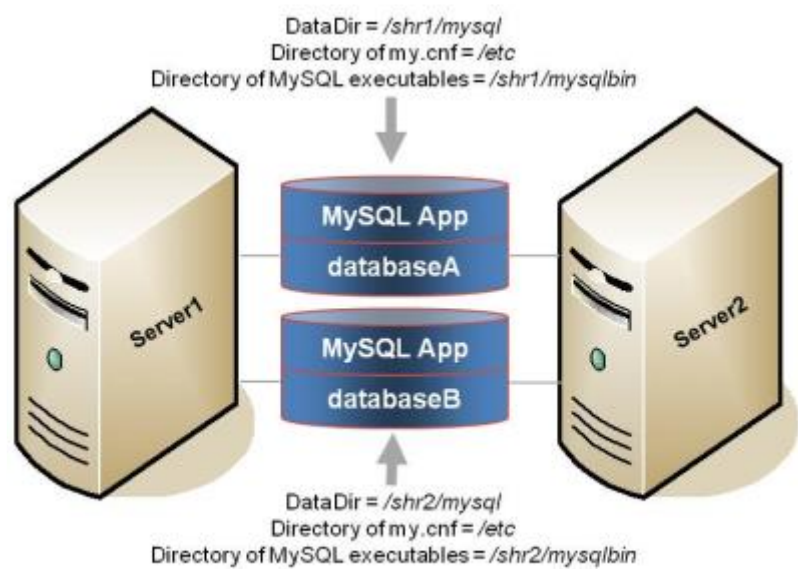 DataDir = /shr1/mysql
Directory of my.cnf = /etc
Directory of MySQL executables = /shr1/mysqlbin
MySQL App
databaseA
Server1
Server2
MySQL App
databaseB
DataDir = /shr2/mysql
Directory of my.cnf = /etc
Directory of MySQL executables = /shr2/mysqlbin